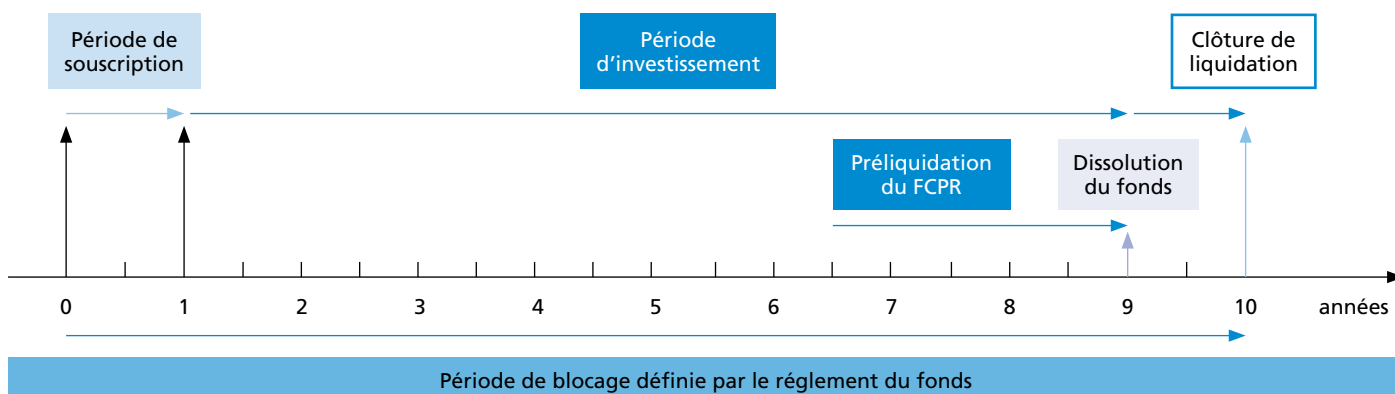 Période de
souscription
Période
d'investissement
Clôture de
liquidation
Préliquidation
du FCPR
Dissolution
du fonds
0 1 2 3 4 5 6 7 8 9 10 années
Période de blocage définie par le réglement du fonds